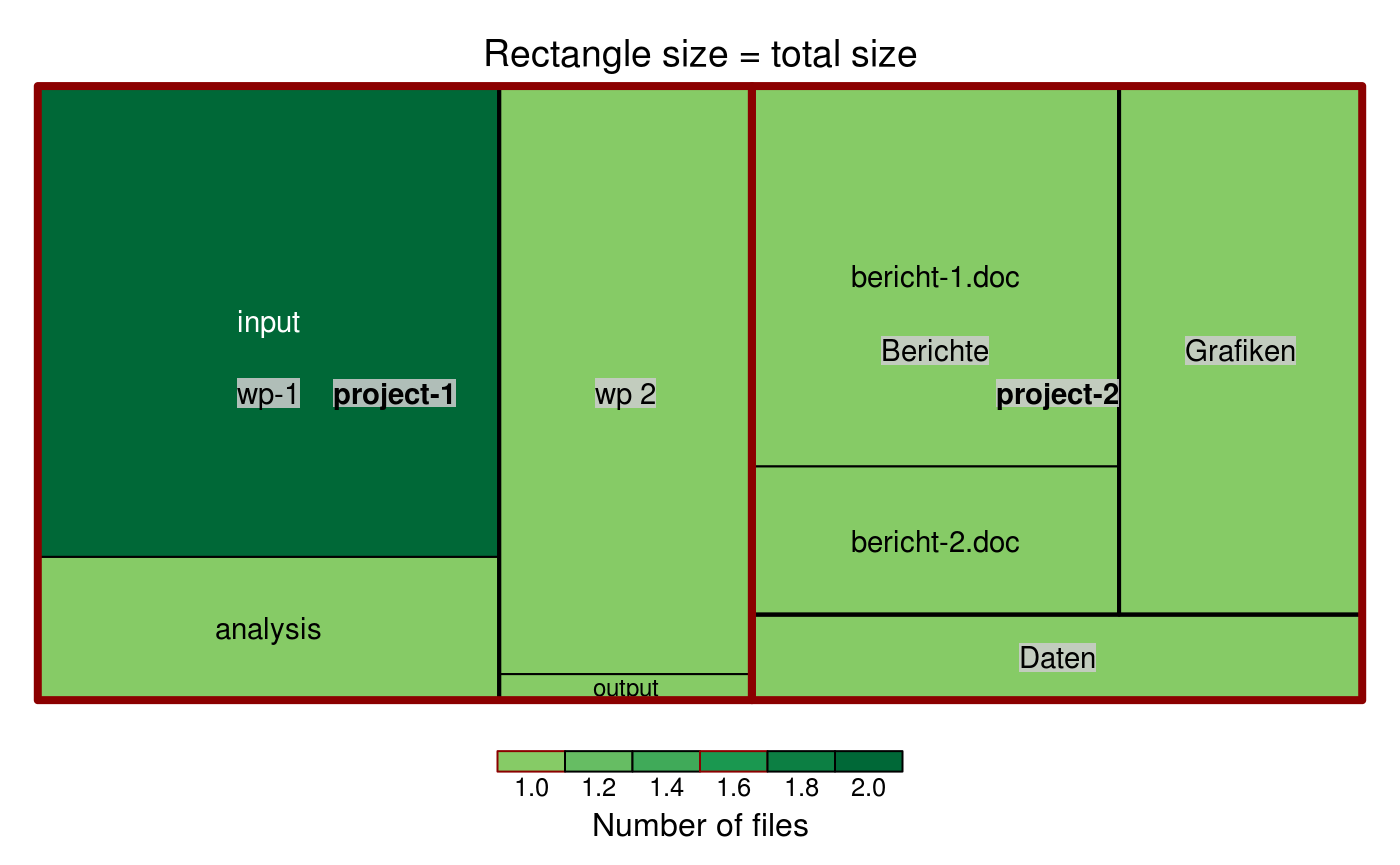 Rectangle size = total size
input
wp-1
project-1
analysis
wp 2
output
bericht-1.doc
Berichte
project-2
Grafiken
bericht-2.doc
Daten
1.0 1.2 1.4 1.6 1.8 2.0
Number of files